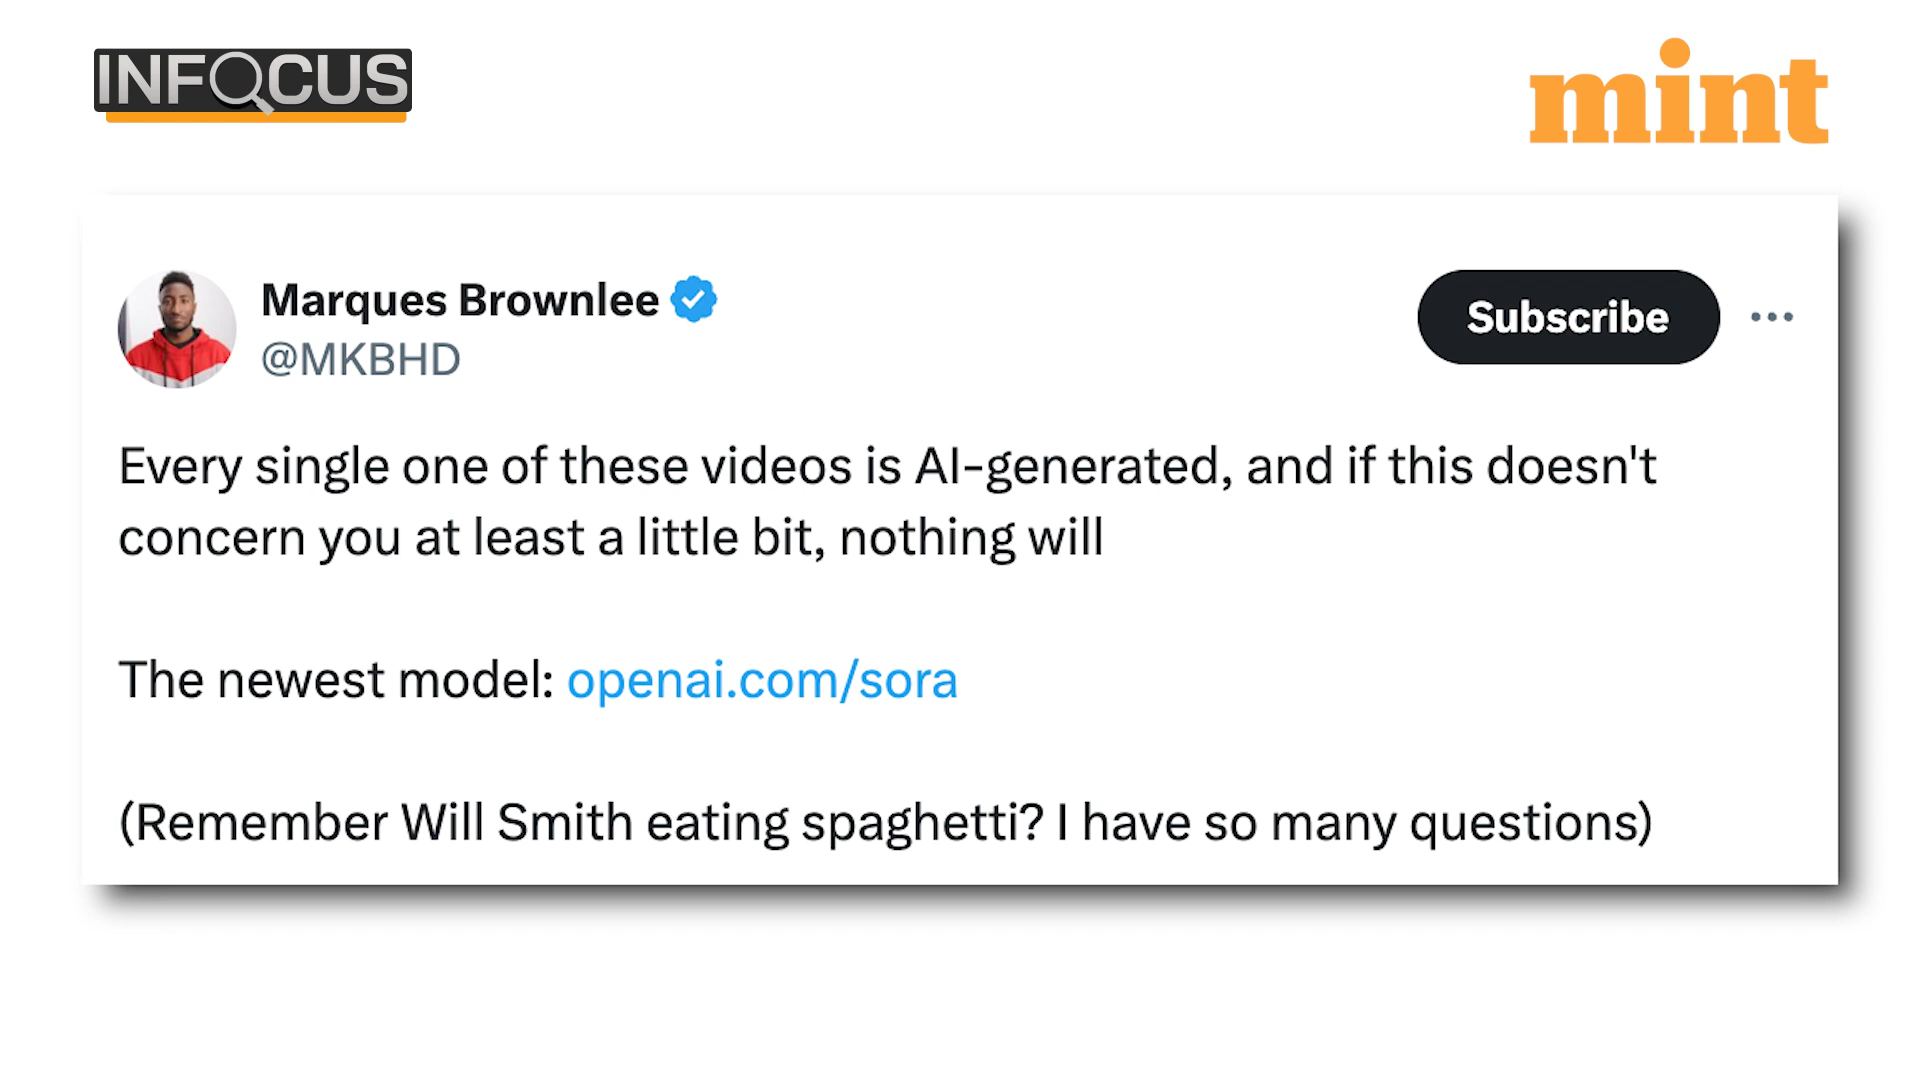 INFOCUS
mint
Marques Brownlee
@MKBHD
Subscribe
Every single one of these videos is AI-generated, and if this doesn't
concern you at least a little bit, nothing will
The newest model: openai.com/sora
(Remember Will Smith eating spaghetti? I have so many questions)